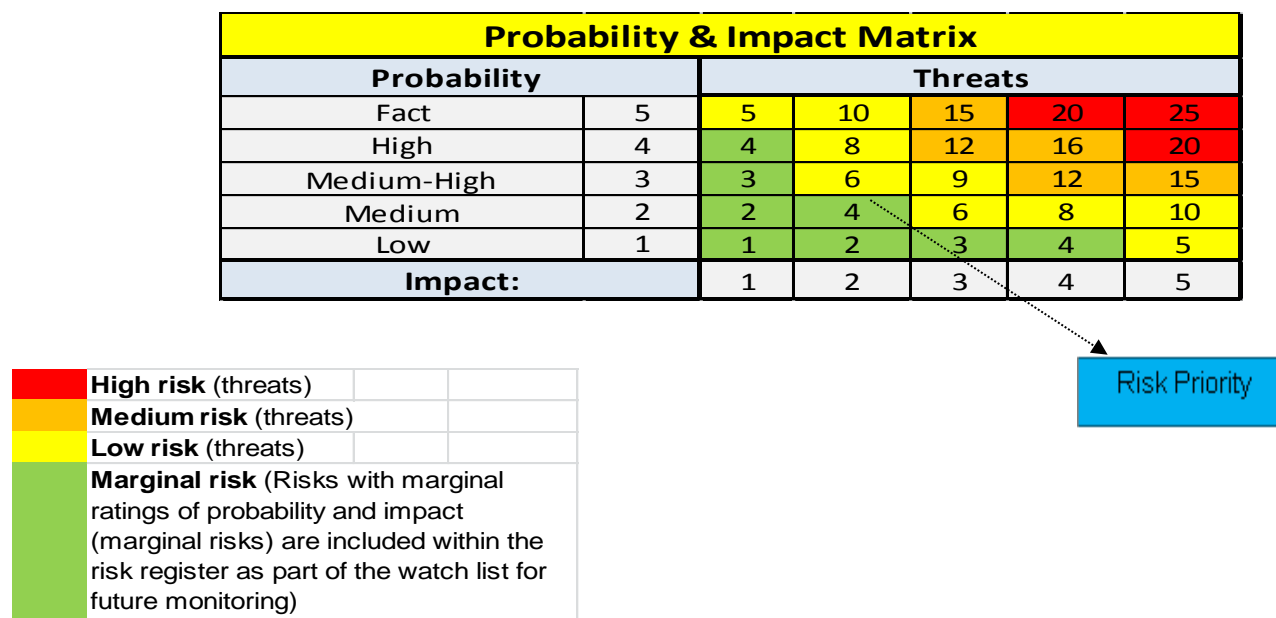 Probability & Impact Matrix
Probability Threats
Fact 5 5 10 15 20 25
High 4 4 8 12 16 20
Medium-High 3 3 6 9 12 15
Medium 2 2 4 6 8 10
Low 1 1 2 3 4 5
Impact: 1 2 3 4 5
Risk Priority
High risk (threats)
Medium risk (threats)
Low risk (threats)
Marginal risk (Risks with marginal
ratings of probability and impact
(marginal risks) are included within the
risk register as part of the watch list for
future monitoring)